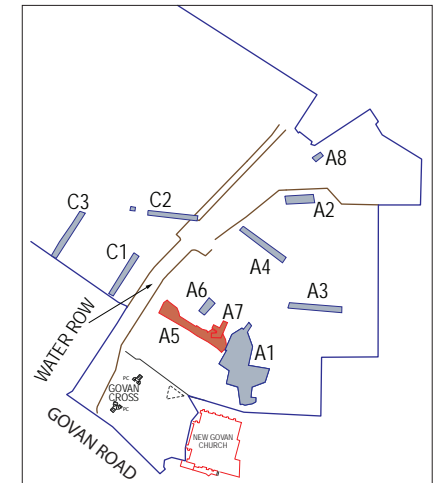 A8
C3
C2
A2
A4
C1
A6
A3
A7
A5
A1
WATER ROW
PC
GOVAN
CROSS
PC
GOVAN ROAD
NEW GOVAN
CHURCH